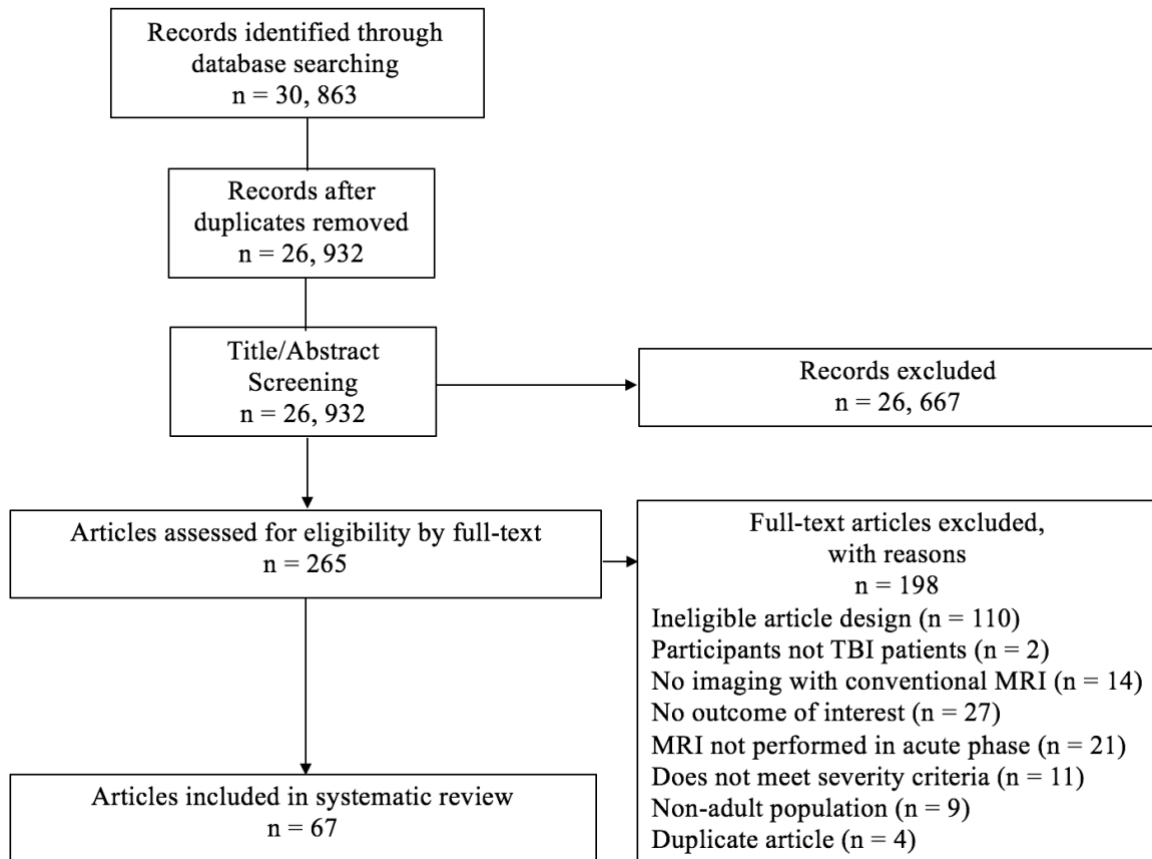 Records identified through
database searching
n = 30, 863
Records after
duplicates removed
n = 26, 932
Title/Abstract
Screening
n = 26, 932
Records excluded
n = 26, 667
Articles assessed for eligibility by full-text
n = 265
Full-text articles excluded,
with reasons
n = 198
Ineligible article design (n = 110)
Participants not TBI patients (n = 2)
No imaging with conventional MRI (n = 14)
No outcome of interest (n = 27)
MRI not performed in acute phase (n = 21)
Does not meet severity criteria (n = 11)
Non-adult population (n = 9)
Duplicate article (n = 4)
Articles included in systematic review
n = 67